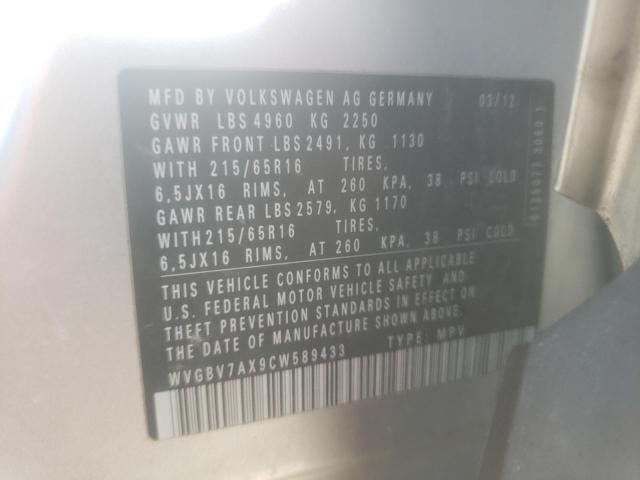 MFD BY VOLKSWAGEN AG GERMANY 03/12
GVWR LBS 4960 KG 2250
GAWR FRONT LBS 2491, KG 1130
WITH 215/65R16 TIRES,
6,5JX16 RIMS, AT 260 KPA, 38 PSI COLD
GAWR REAR LBS 2579, KG 1170
WITH215/65R16 TIRES,
6,5JX16 RIMS, AT 260 KPA, 38 PSI COLD
THIS VEHICLE CONFORMS TO ALL APPLICABLE
U.S. FEDERAL MOTOR VEHICLE SAFETY AND
THEFT PREVENTION STANDARDS IN EFFECT ON
THE DATE OF MANUFACTURE SHOWN ABOVE.
WVGBV7AX9CW589433 TYPE: MPV